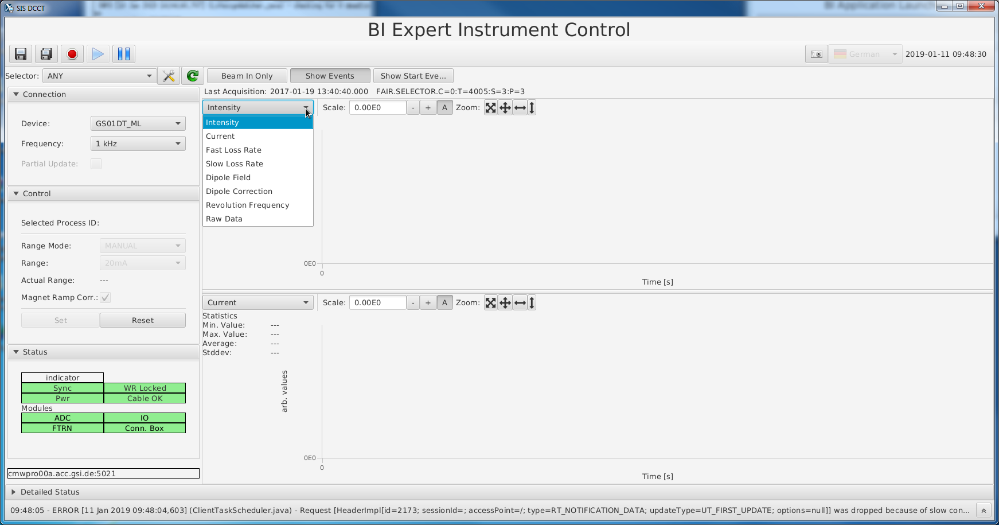 SIS DCCT
BI Expert Instrument Control
German 2019-01-11 09:48:30
Selector: ANY Beam In Only Show Events Show Start Eve...
Connection
Last Acquisition: 2017-01-19 13:40:40.000 FAIR.SELECTOR.C=0:T=4005:S=3:P=3
Device: GS01DT_ML
Frequency: 1 kHz
Partial Update:
Control
Selected Process ID:
Range Mode: MANUAL
Range: 20mA
Actual Range: ---
Magnet Ramp Corr.:
Set Reset
Status
indicator
Sync WR Locked
Pwr Cable OK
Modules
ADC IO
FTRN Conn. Box
cmwpro00a.acc.gsi.de:5021
Intensity Scale: 0.00E0 - + A Zoom:
Intensity
Current
Fast Loss Rate
Slow Loss Rate
Dipole Field
Dipole Correction
Revolution Frequency
Raw Data
0E0
0
Time [s]
Current Scale: 0.00E0 - + A Zoom:
Statistics
Min. Value: ---
Max. Value: ---
Average: ---
Stddev: ---
arb. values
0E0
0
Time [s]
Detailed Status
09:48:05 - ERROR [11 Jan 2019 09:48:04,603] (ClientTaskScheduler.java) - Request [HeaderImpl[id=2173; sessionId=; accessPoint=/; type=RT_NOTIFICATION_DATA; updateType=UT_FIRST_UPDATE; options=null]] was dropped because of slow con...